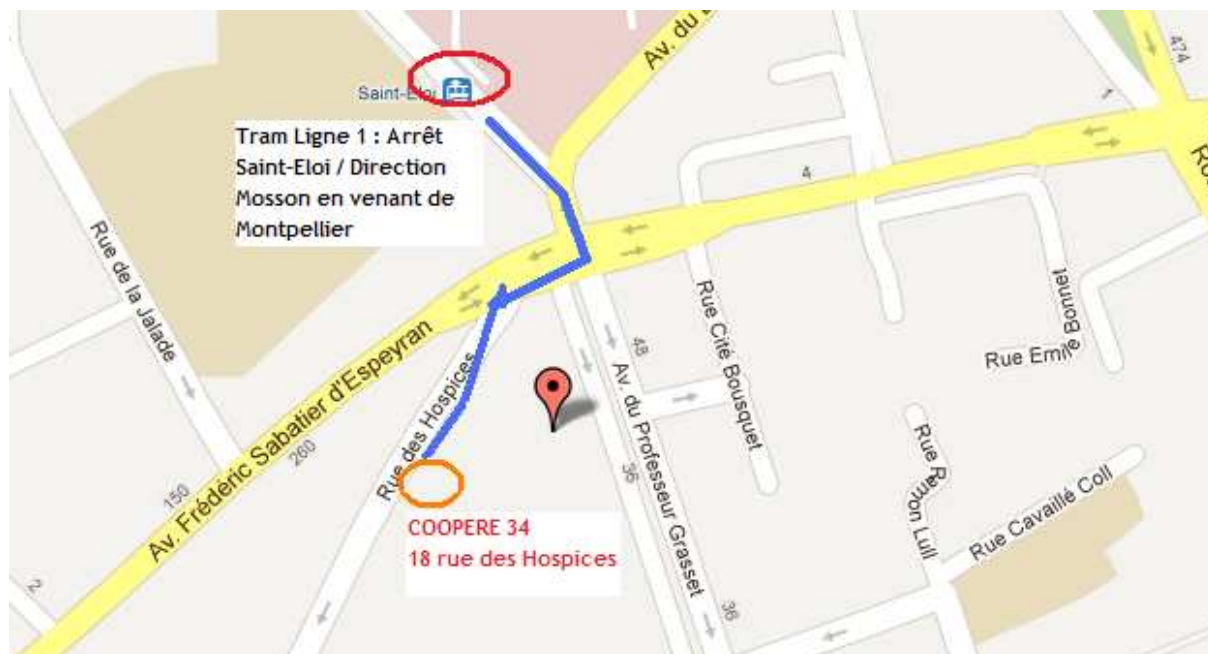 Av. du
474
Saint-Eloi
1
Tram Ligne 1 : Arrêt
Saint-Eloi / Direction
Mosson en venant de
Montpellier
4
Rue de la Jalade
Rue Cité Bousquet
Rue Emile Bonnet
48
Av. Frédéric Sabatier d'Espeyran
260
150
Rue des Hospices
Av. du Professeur Grasset
36
36
Rue Ramon Lull
Rue Cavaillé Coll
COOPERE 34
18 rue des Hospices
2